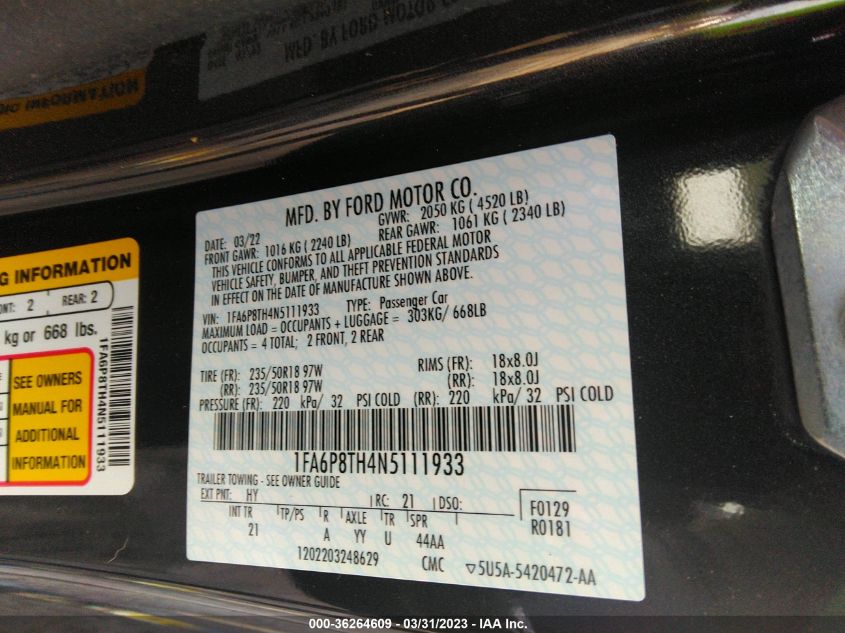 MFD. BY FORD MOTOR CO.
DATE: 03/22 GVWR: 2050 KG ( 4520 LB)
FRONT GAWR: 1016 KG ( 2240 LB) REAR GAWR: 1061 KG ( 2340 LB)
THIS VEHICLE CONFORMS TO ALL APPLICABLE FEDERAL MOTOR
VEHICLE SAFETY, BUMPER, AND THEFT PREVENTION STANDARDS
IN EFFECT ON THE DATE OF MANUFACTURE SHOWN ABOVE.
VIN: 1FA6P8TH4N5111933 TYPE: Passenger Car
MAXIMUM LOAD = OCCUPANTS + LUGGAGE = 303KG/ 668LB
OCCUPANTS = 4 TOTAL; 2 FRONT, 2 REAR
TIRE (FR): 235/50R18 97W RIMS (FR): 18x8.0J
(RR): 235/50R18 97W (RR): 18x8.0J
PRESSURE (FR): 220 kPa/ 32 PSI COLD (RR): 220 kPa/ 32 PSI COLD
1FA6P8TH4N5111933
TRAILER TOWING - SEE OWNER GUIDE
EXT PNT: HY RC: 21 DSO: F0129
INT TR TP/PS R AXLE TR SPR R0181
21 A YY U 44AA
1202203248629 CMC ▽5U5A-5420472-AA
G INFORMATION
NT: 2 REAR: 2
kg or 668 lbs.
SEE OWNERS
MANUAL FOR
ADDITIONAL
INFORMATION
1FA6P8TH4N5111933
MFD. BY FORD MOTOR
INFORMATION
000-36264609 - 03/31/2023 - IAA Inc.